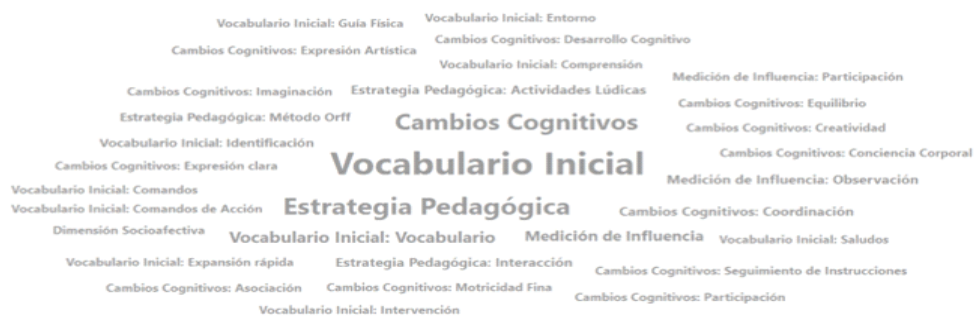 Vocabulario Inicial: Guía Física
Vocabulario Inicial: Entorno
Cambios Cognitivos: Expresión Artística
Cambios Cognitivos: Desarrollo Cognitivo
Vocabulario Inicial: Comprensión
Medición de Influencia: Participación
Cambios Cognitivos: Imaginación
Estrategia Pedagógica: Actividades Lúdicas
Cambios Cognitivos: Equilibrio
Estrategia Pedagógica: Método Orff
Cambios Cognitivos
Cambios Cognitivos: Creatividad
Vocabulario Inicial: Identificación
Vocabulario Inicial
Cambios Cognitivos: Conciencia Corporal
Cambios Cognitivos: Expresión clara
Medición de Influencia: Observación
Vocabulario Inicial: Comandos
Vocabulario Inicial: Comandos de Acción
Estrategia Pedagógica
Cambios Cognitivos: Coordinación
Dimensión Socioafectiva
Vocabulario Inicial: Vocabulario
Medición de Influencia
Vocabulario Inicial: Saludos
Vocabulario Inicial: Expansión rápida
Estrategia Pedagógica: Interacción
Cambios Cognitivos: Seguimiento de Instrucciones
Cambios Cognitivos: Asociación
Cambios Cognitivos: Motricidad Fina
Cambios Cognitivos: Participación
Vocabulario Inicial: Intervención